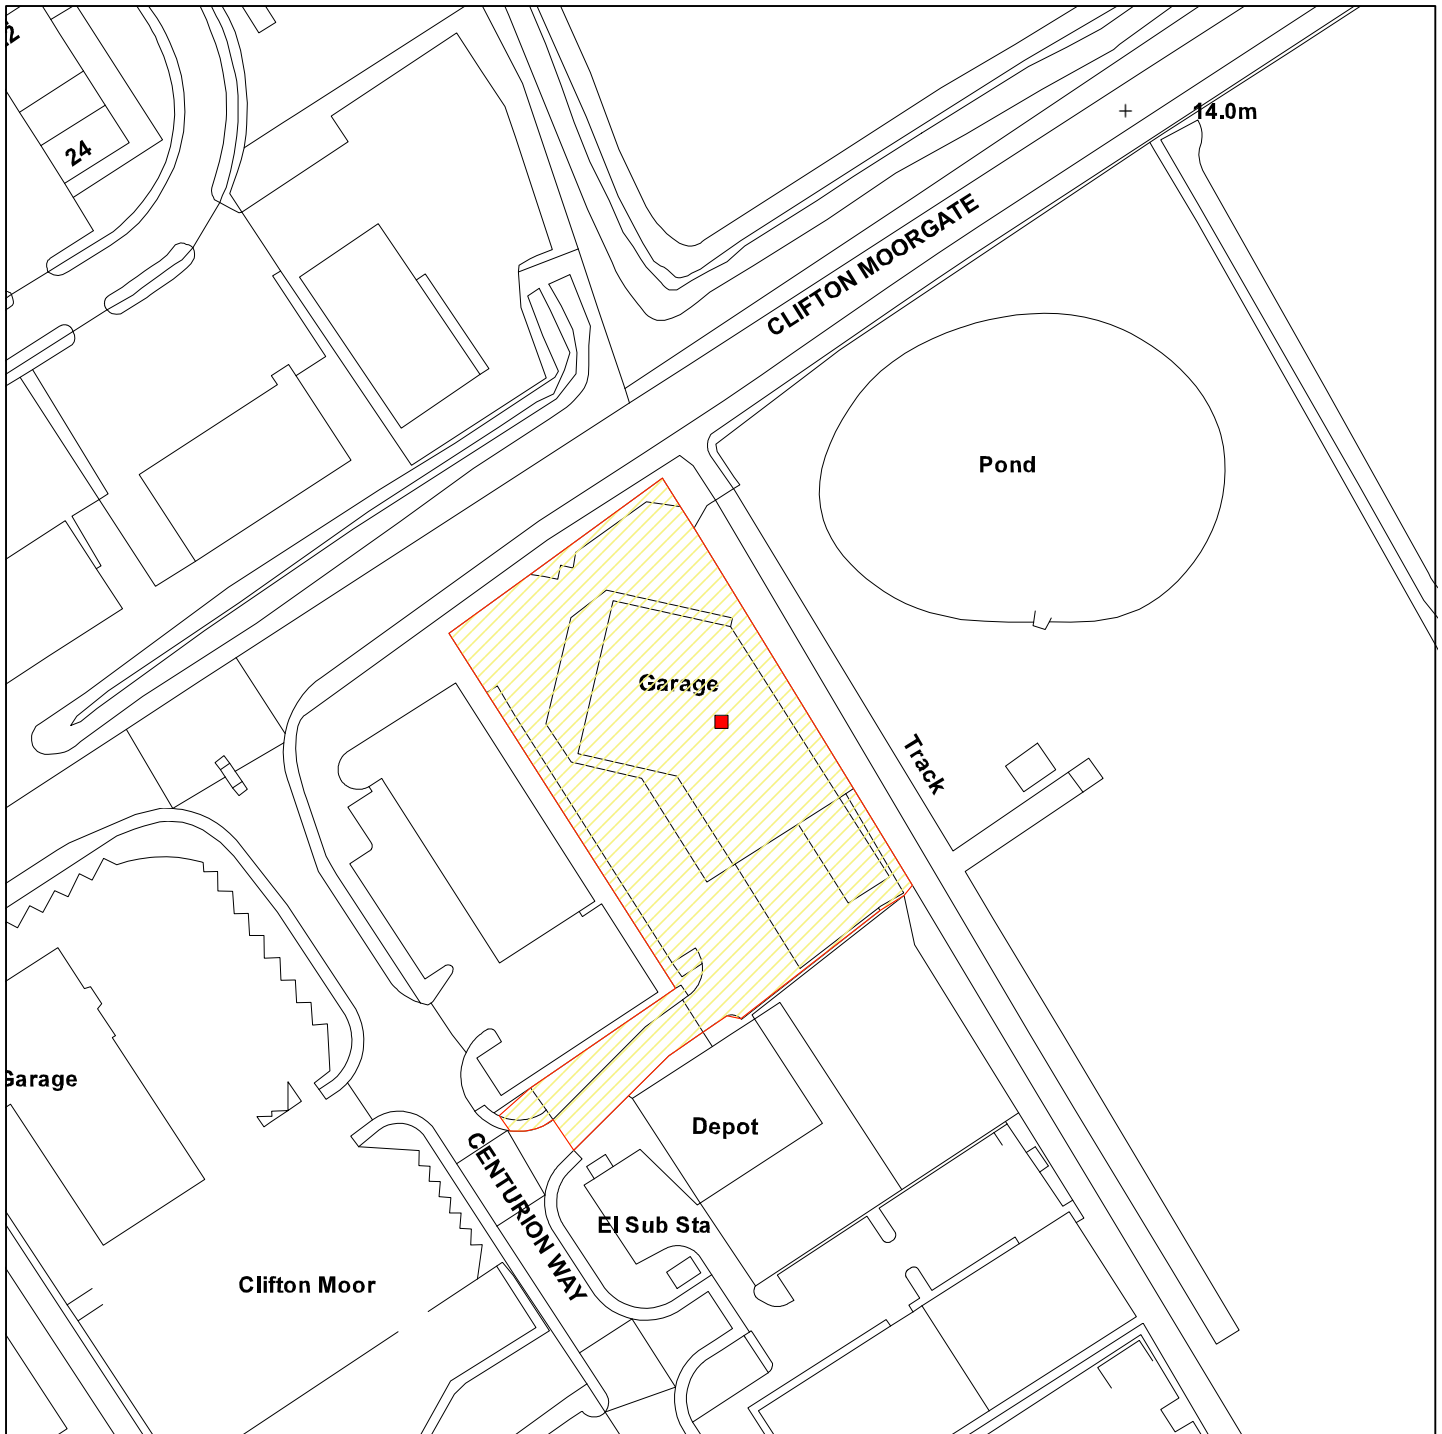 24
14.0m
CLIFTON MOORGATE
Pond
Garage
Track
Garage
Depot
CENTURION WAY
El Sub Sta
Clifton Moor